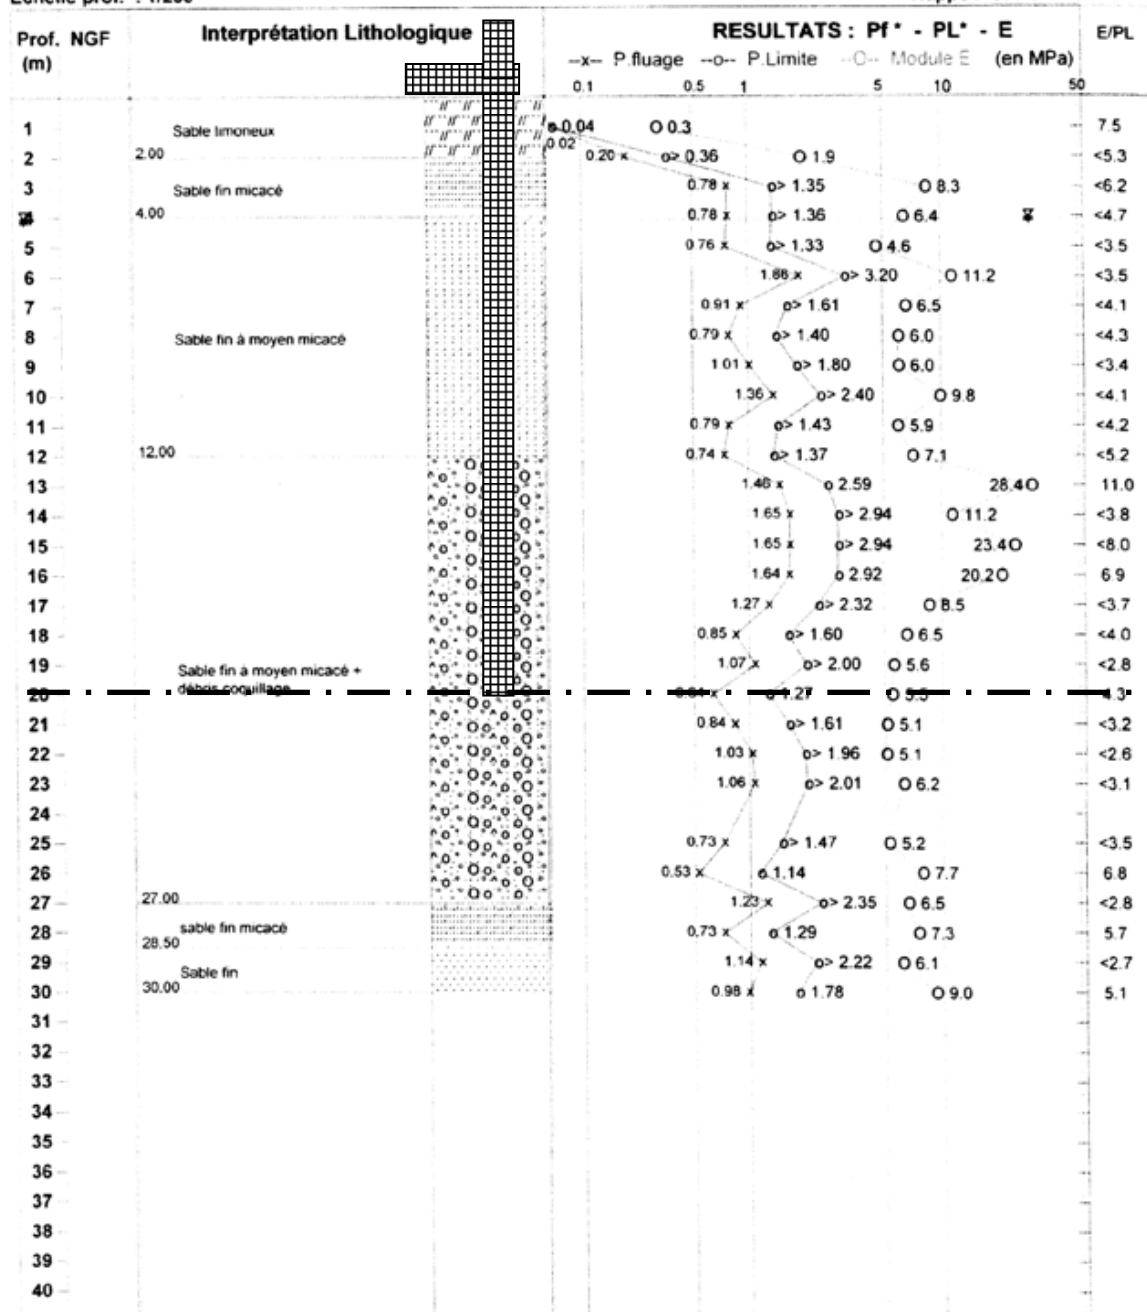 Prof. NGF Interprétation Lithologique RESULTATS : Pf* - PL* - E E/PL
(m) --x-- P.fluage --o-- P.Limite --O-- Module E (en MPa)
0.1 0.5 1 5 10 50
1 Sable limoneux 0.04 0.3 7.5
0.02
2 2.00 0.20 > 0.36 1.9 <5.3
3 Sable fin micacé 0.78 > 1.35 8.3 <6.2
4 4.00 0.78 > 1.36 6.4 <4.7
5 0.76 > 1.33 4.6 <3.5
6 1.86 > 3.20 11.2 <3.5
7 0.91 > 1.61 6.5 <4.1
8 Sable fin à moyen micacé 0.79 > 1.40 6.0 <4.3
9 1.01 > 1.80 6.0 <3.4
10 1.36 > 2.40 9.8 <4.1
11 0.79 > 1.43 5.9 <4.2
12 12.00 0.74 > 1.37 7.1 <5.2
13 1.46 > 2.59 28.4 11.0
14 1.65 > 2.94 11.2 <3.8
15 1.65 > 2.94 23.4 <8.0
16 1.64 2.92 20.2 6.9
17 1.27 > 2.32 8.5 <3.7
18 0.85 > 1.60 6.5 <4.0
19 Sable fin à moyen micacé + 1.07 > 2.00 5.6 <2.8
20 débris coquillage 1.27 4.3
21 0.84 > 1.61 5.1 <3.2
22 1.03 > 1.96 5.1 <2.6
23 1.06 > 2.01 6.2 <3.1
24
25 0.73 > 1.47 5.2 <3.5
26 0.53 1.14 7.7 6.8
27 27.00 1.23 > 2.35 6.5 <2.8
28 sable fin micacé 0.73 1.29 7.3 5.7
28.50
29 Sable fin 1.14 > 2.22 6.1 <2.7
30 30.00 0.98 1.78 9.0 5.1
31
32
33
34
35
36
37
38
39
40